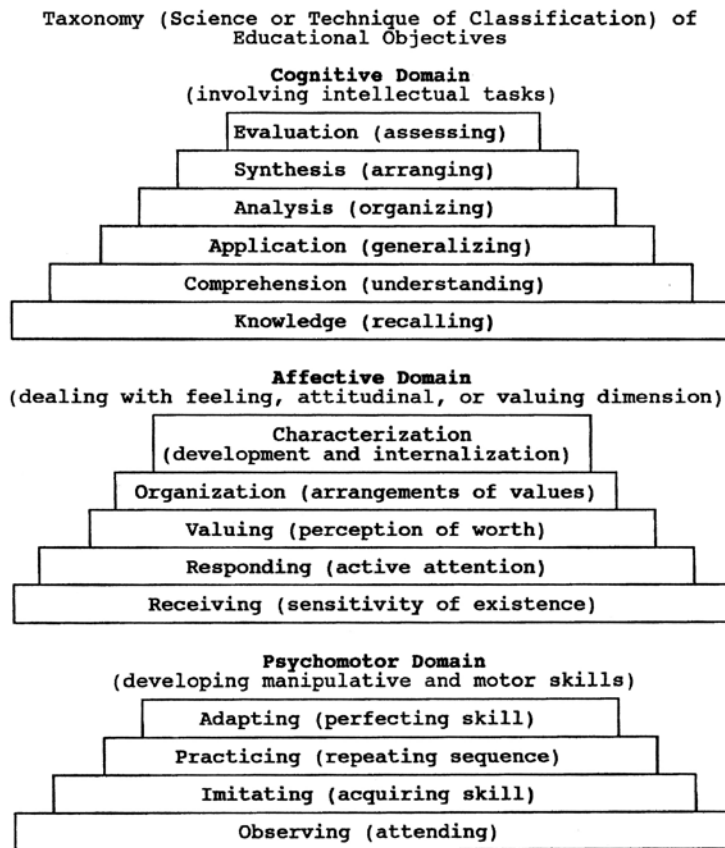 Taxonomy (Science or Technique of Classification) of
Educational Objectives
Cognitive Domain
(involving intellectual tasks)
Evaluation (assessing)
Synthesis (arranging)
Analysis (organizing)
Application (generalizing)
Comprehension (understanding)
Knowledge (recalling)
Affective Domain
(dealing with feeling, attitudinal, or valuing dimension)
Characterization
(development and internalization)
Organization (arrangements of values)
Valuing (perception of worth)
Responding (active attention)
Receiving (sensitivity of existence)
Psychomotor Domain
(developing manipulative and motor skills)
Adapting (perfecting skill)
Practicing (repeating sequence)
Imitating (acquiring skill)
Observing (attending)